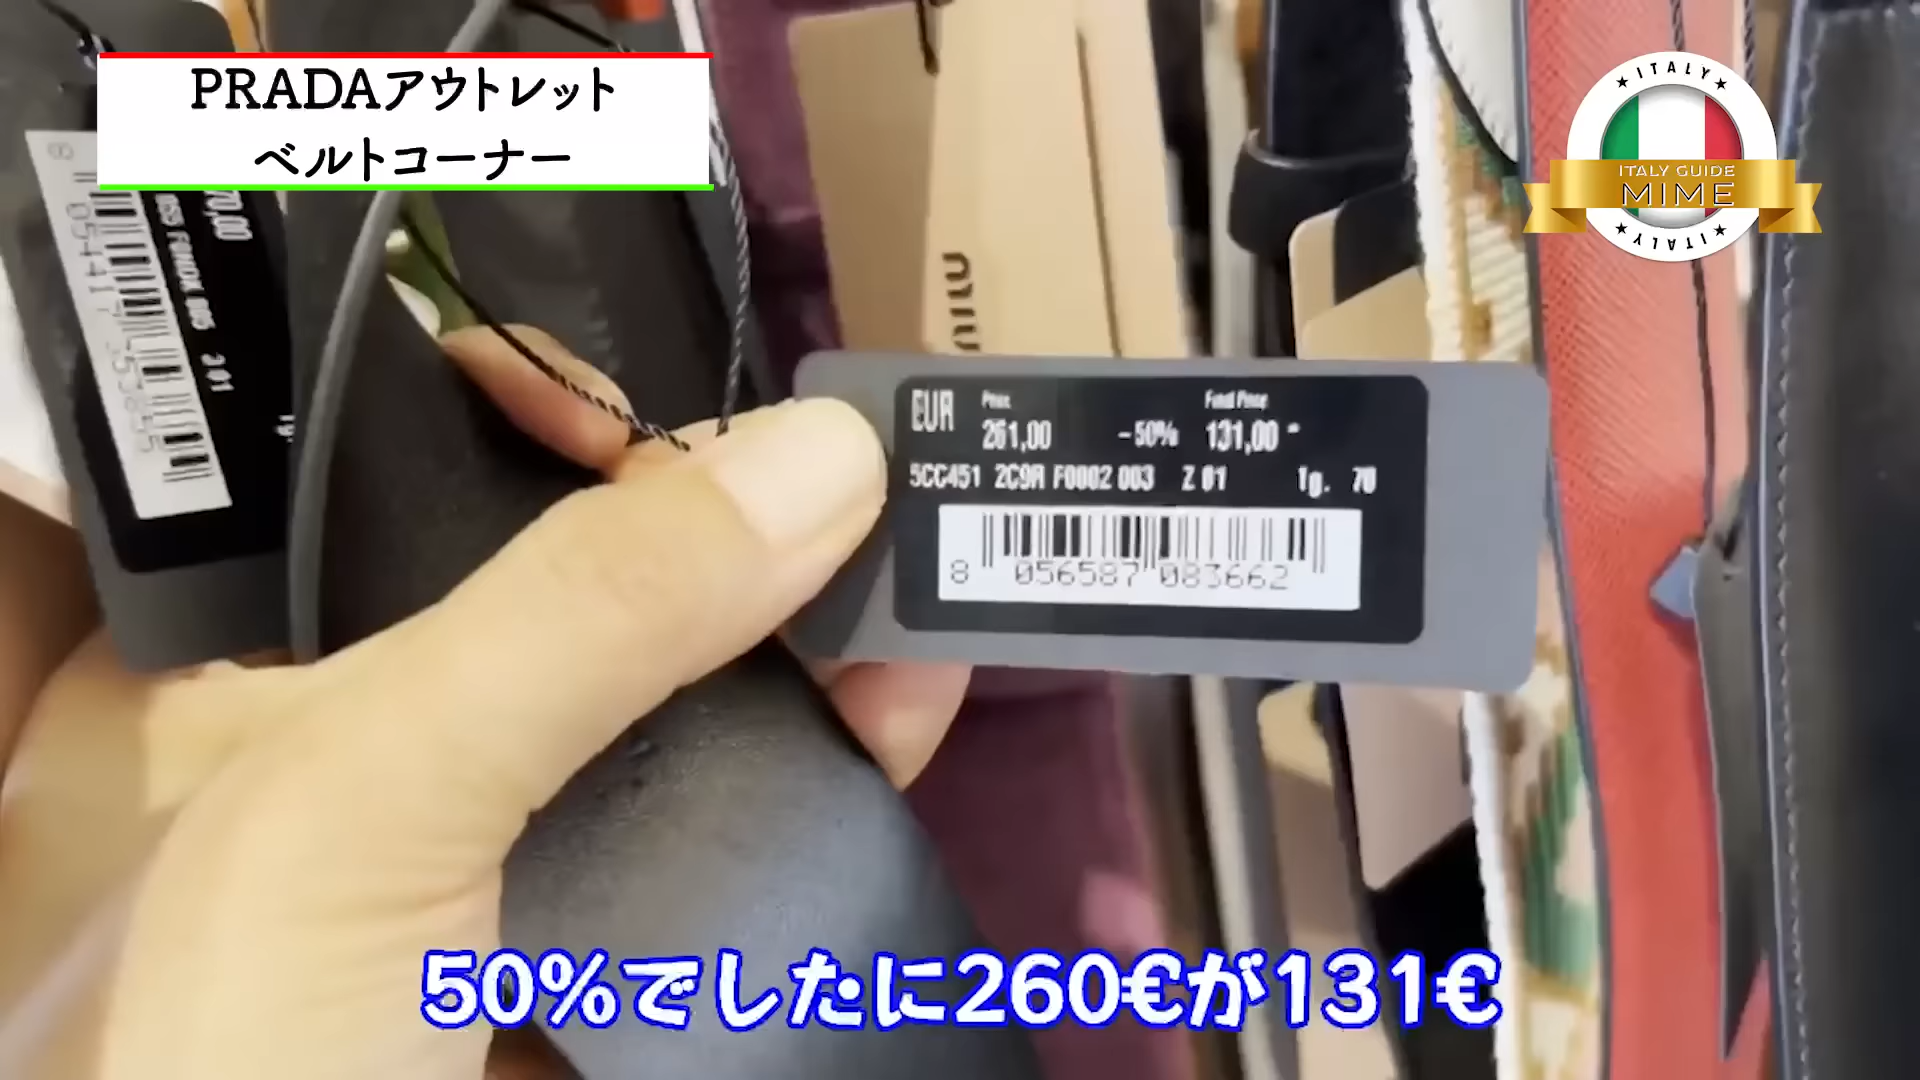 PRADAアウトレット
ベルトコーナー
ITALY
ITALY GUIDE
MIME
ITALY
miu
EUR Price Final Price
261,00 -50% 131,00 *
5CC451 2C9R F0002 003 Z 01 Tg. 70
8 056587 083662
50%でしたに260€が131€